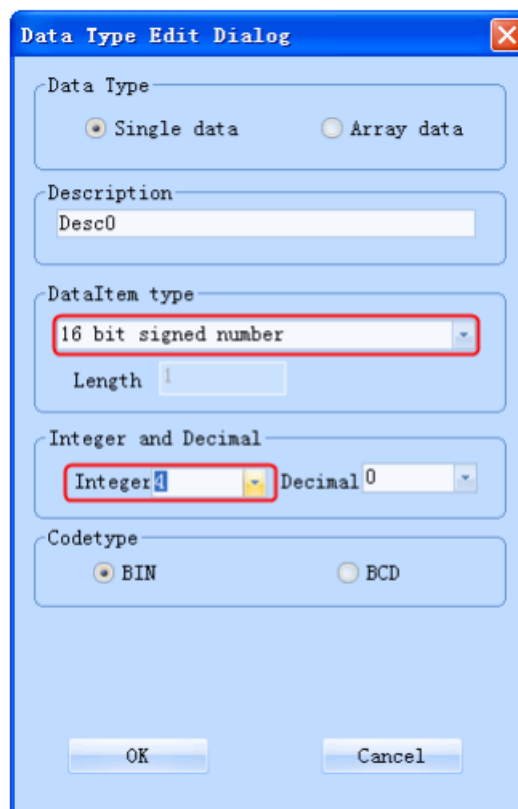 Data Type Edit Dialog
Data Type
Single data Array data
Description
Desc0
DataItem type
16 bit signed number
Length 1
Integer and Decimal
Integer 4 Decimal 0
Codetype
BIN BCD
OK Cancel